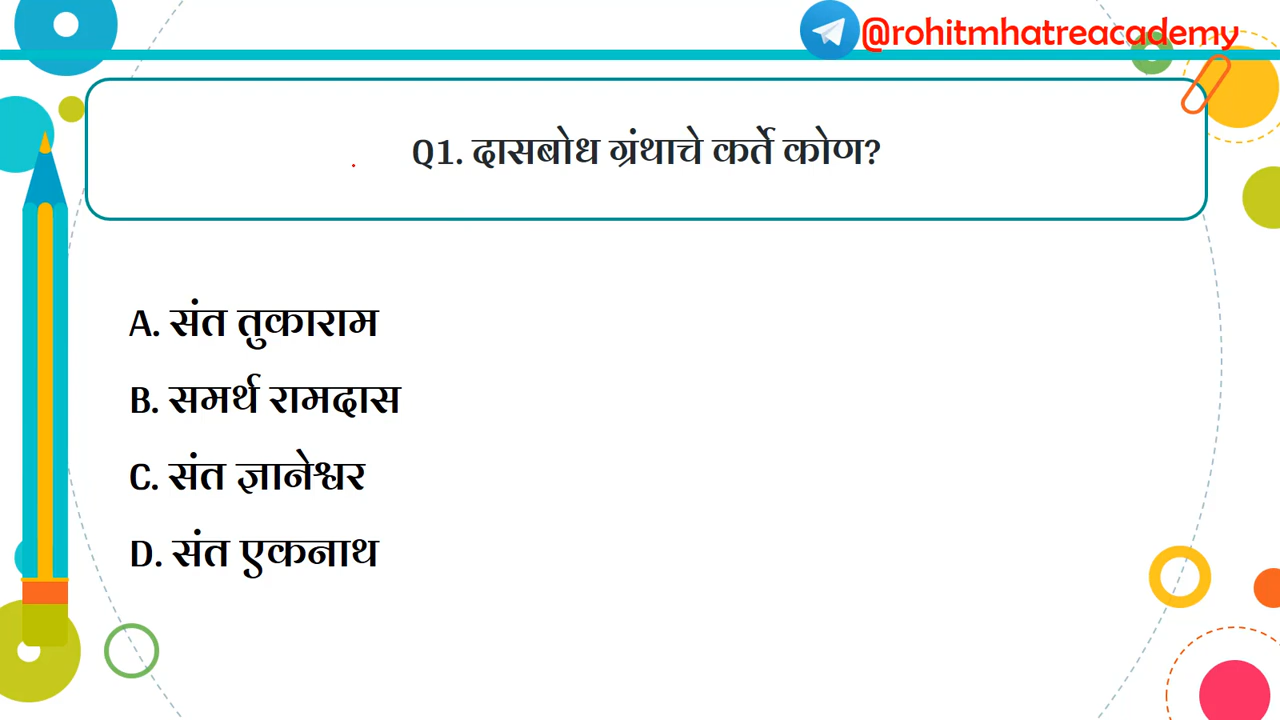 @rohitmhatreacademy
Q1. दासबोध ग्रंथाचे कर्ते कोण?
A. संत तुकाराम
B. समर्थ रामदास
C. संत ज्ञानेश्वर
D. संत एकनाथ